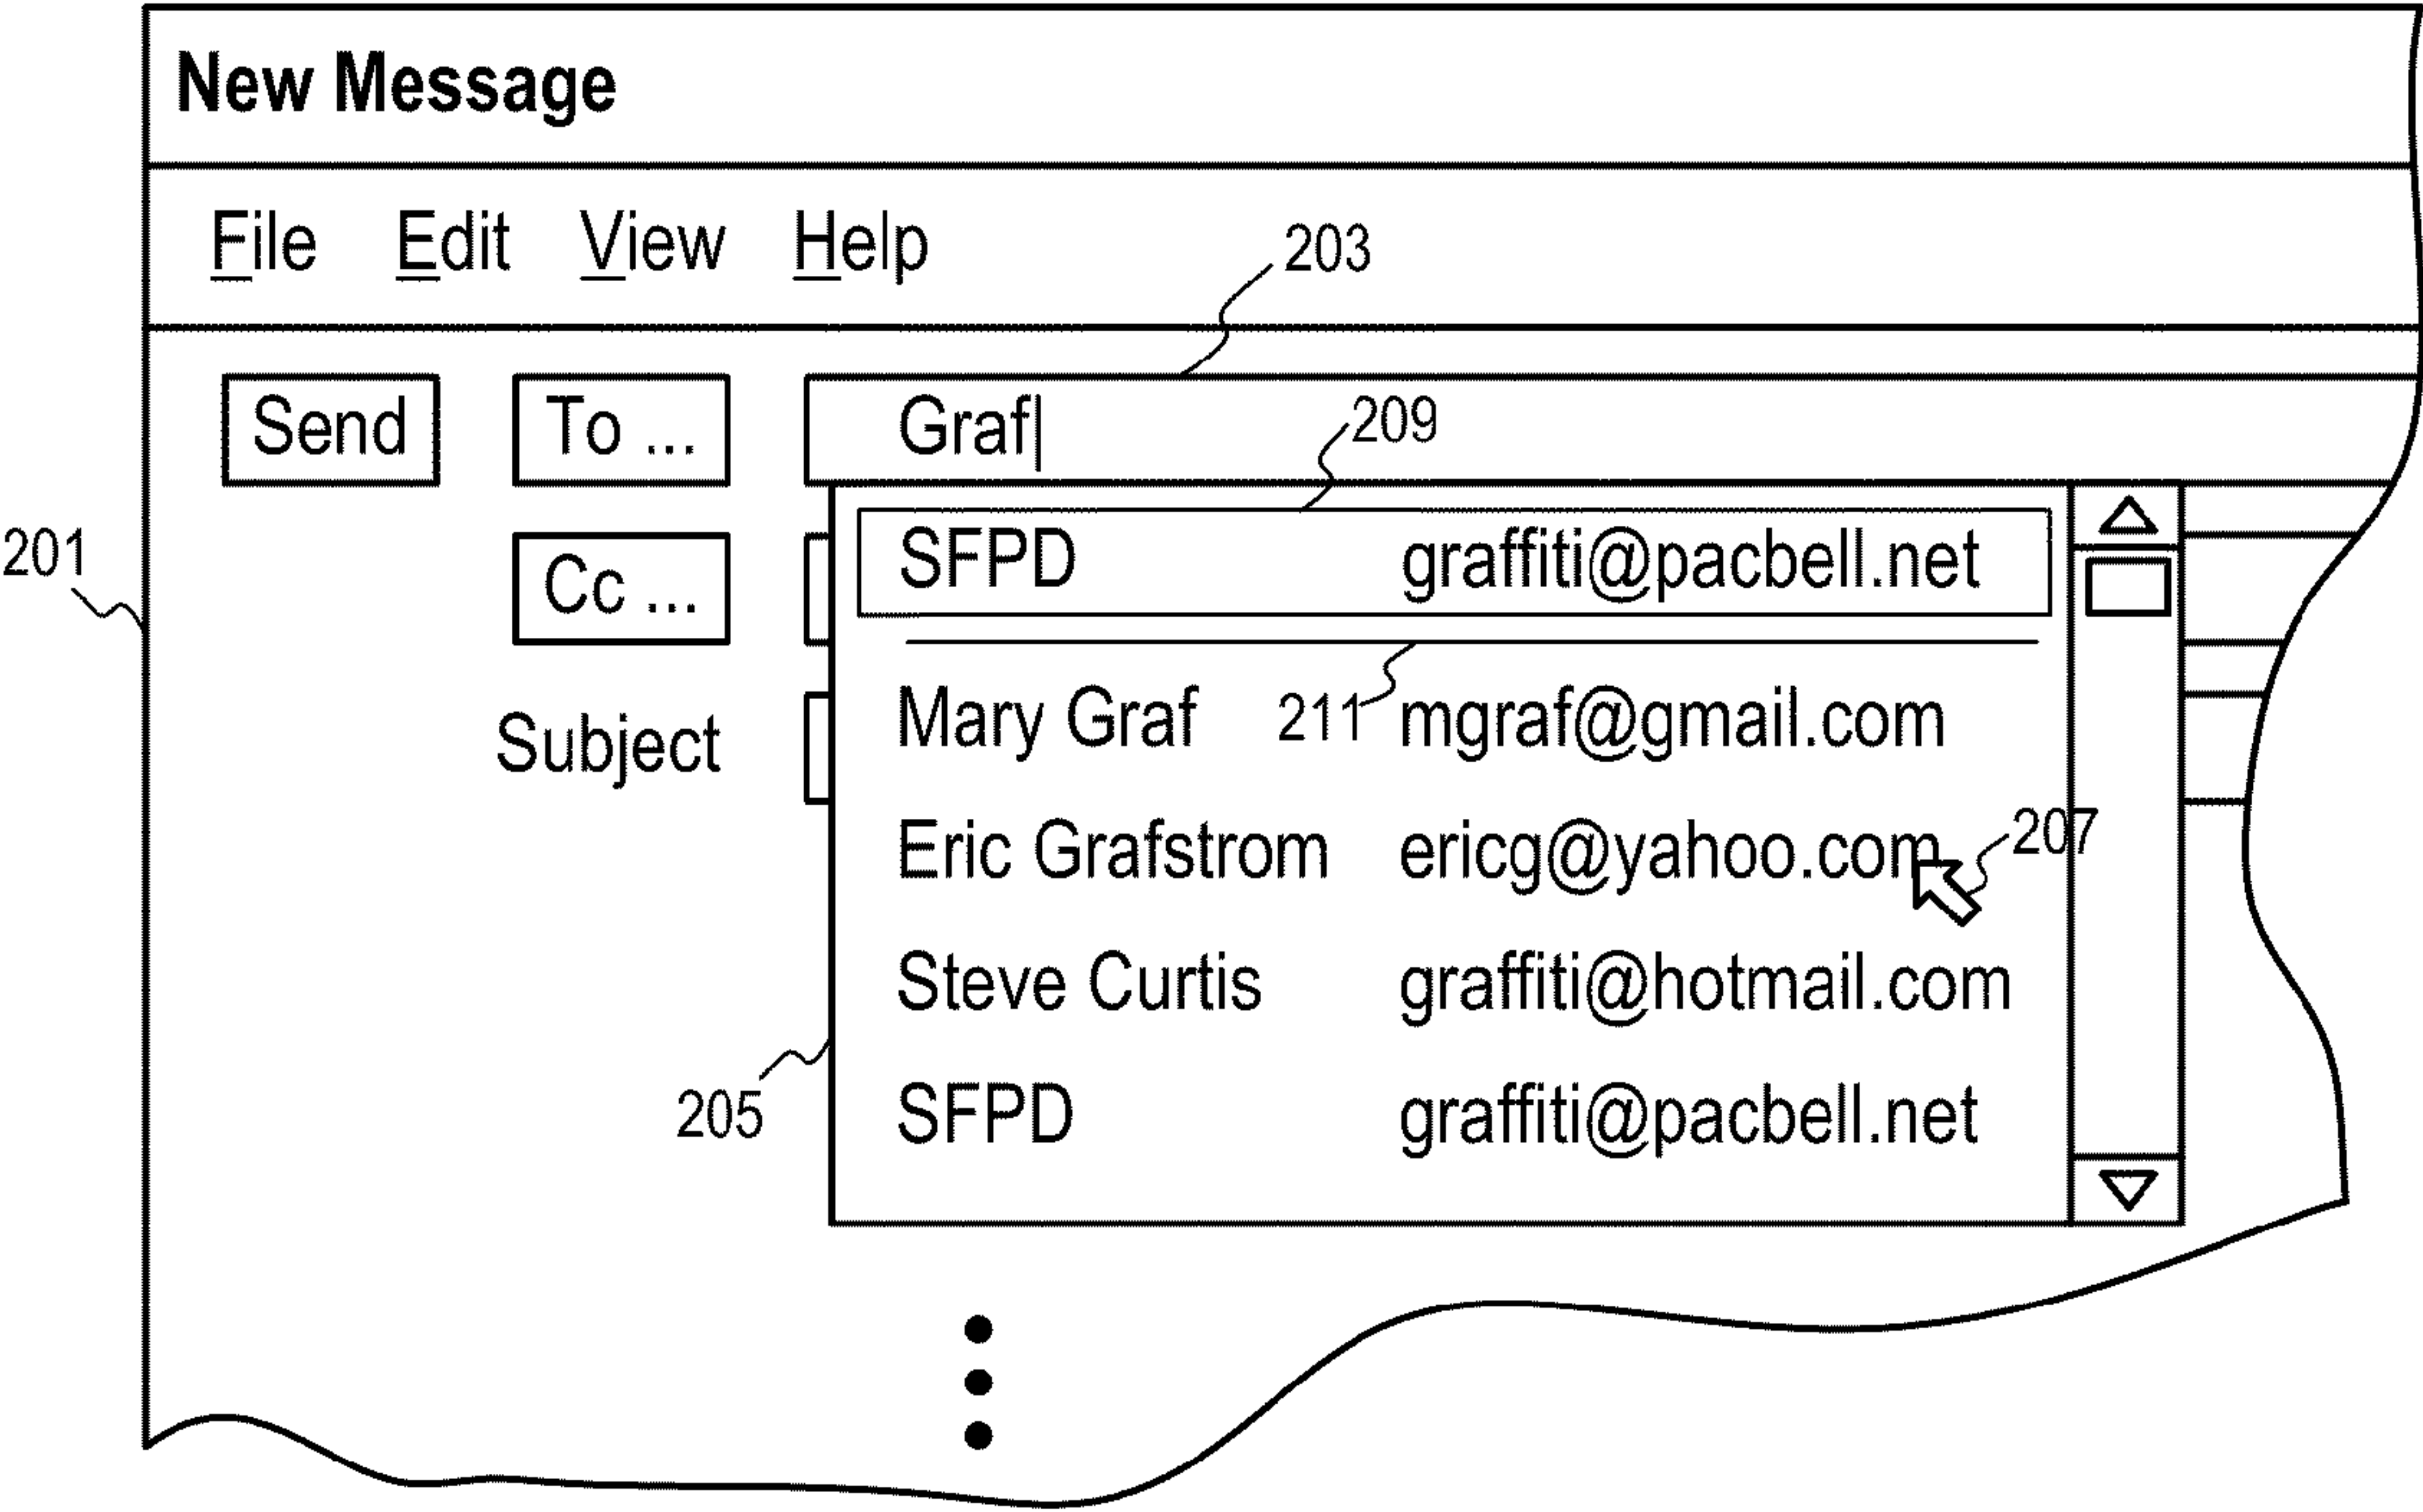 New Message
File Edit View Help
203
Send To ... Graf
209
201
Cc ...
SFPD graffiti@pacbell.net
Subject
Mary Graf 211 mgraf@gmail.com
Eric Grafstrom ericg@yahoo.com 207
Steve Curtis graffiti@hotmail.com
205
SFPD graffiti@pacbell.net